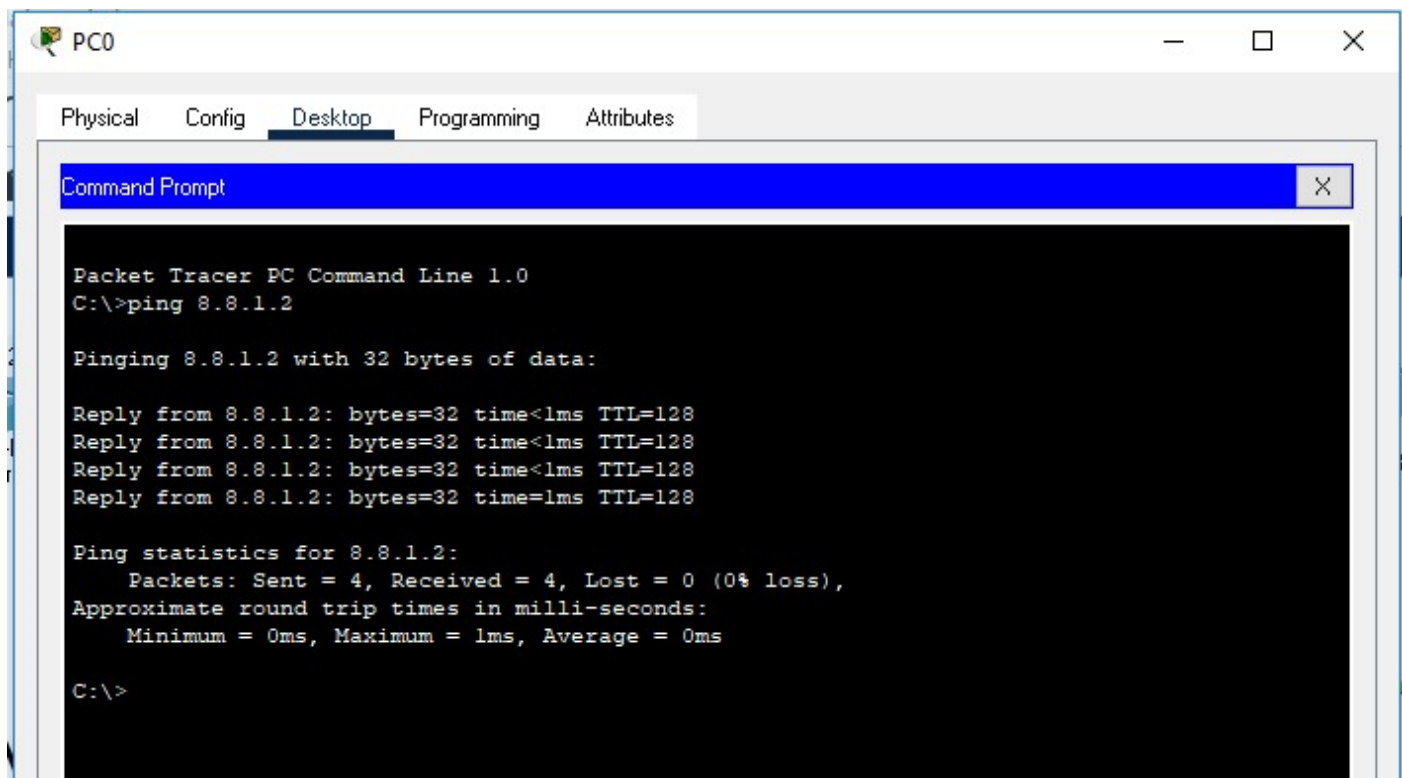 PC0
Physical Config Desktop Programming Attributes
Command Prompt X
Packet Tracer PC Command Line 1.0
C:\>ping 8.8.1.2
Pinging 8.8.1.2 with 32 bytes of data:
Reply from 8.8.1.2: bytes=32 time<1ms TTL=128
Reply from 8.8.1.2: bytes=32 time<1ms TTL=128
Reply from 8.8.1.2: bytes=32 time<1ms TTL=128
Reply from 8.8.1.2: bytes=32 time=1ms TTL=128
Ping statistics for 8.8.1.2:
Packets: Sent = 4, Received = 4, Lost = 0 (0% loss),
Approximate round trip times in milli-seconds:
Minimum = 0ms, Maximum = 1ms, Average = 0ms
C:\>